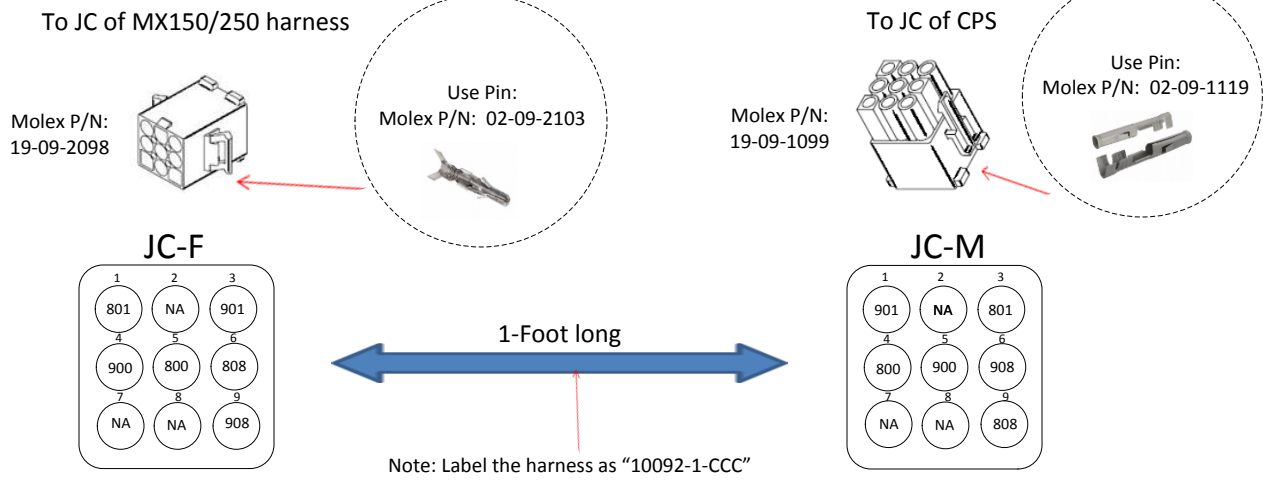 To JC of MX150/250 harness
Molex P/N:
19-09-2098
Use Pin:
Molex P/N: 02-09-2103
To JC of CPS
Molex P/N:
19-09-1099
Use Pin:
Molex P/N: 02-09-1119
JC-F
1 2 3
801 NA 901
4 5 6
900 800 808
7 8 9
NA NA 908
1-Foot long
Note: Label the harness as “10092-1-CCC”
JC-M
1 2 3
901 NA 801
4 5 6
800 900 908
7 8 9
NA NA 808